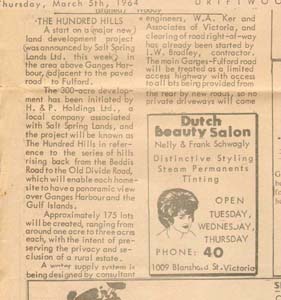 Thursday, March 5th, 1964
DRIFTWOOD
THE HUNDRED HILLS
A start on a (major new)
land development project
(was announced by Salt Spring
Lands Ltd., this week) in
the area above Ganges Har-
bour, (adjacent to the paved
road to Fulford.
The 300-acre develop-
ment has been initiated by
H. & P. Holdings Ltd., a
local company associated
with Salt Spring Lands, and
the project will be known as
The Hundred Hills in refer-
ence to the series of hills
rising back from the Beddis
Road to the Old Divide Road,
which will enable each home-
site to have a panoramic view
over Ganges Harbour and the
Gulf Islands.
Approximately 175 lots
will be created, ranging from
around one acre to three acres
each, with the intent of pre-
serving the privacy and se-
clusion of a rural estate.
A water supply system is
being designed by consultant
engineers, W.A. Ker and
Associates of Victoria, and
clearing of road right-of-way
has already been started by
J.W. Bradley, contractor.
The main Garges-Fulford road
will be treated as a limited
access highway with access
to all lots being provided from
the rear by new roads, so no
private driveways will come
Dutch
Beauty Salon
Nelly & Frank Schwagly
Distinctive Styling
Steam Permanents
Tinting
OPEN
TUESDAY,
WEDNESDAY,
THURSDAY
PHONE: 40
1009 Blanshard St. Victoria